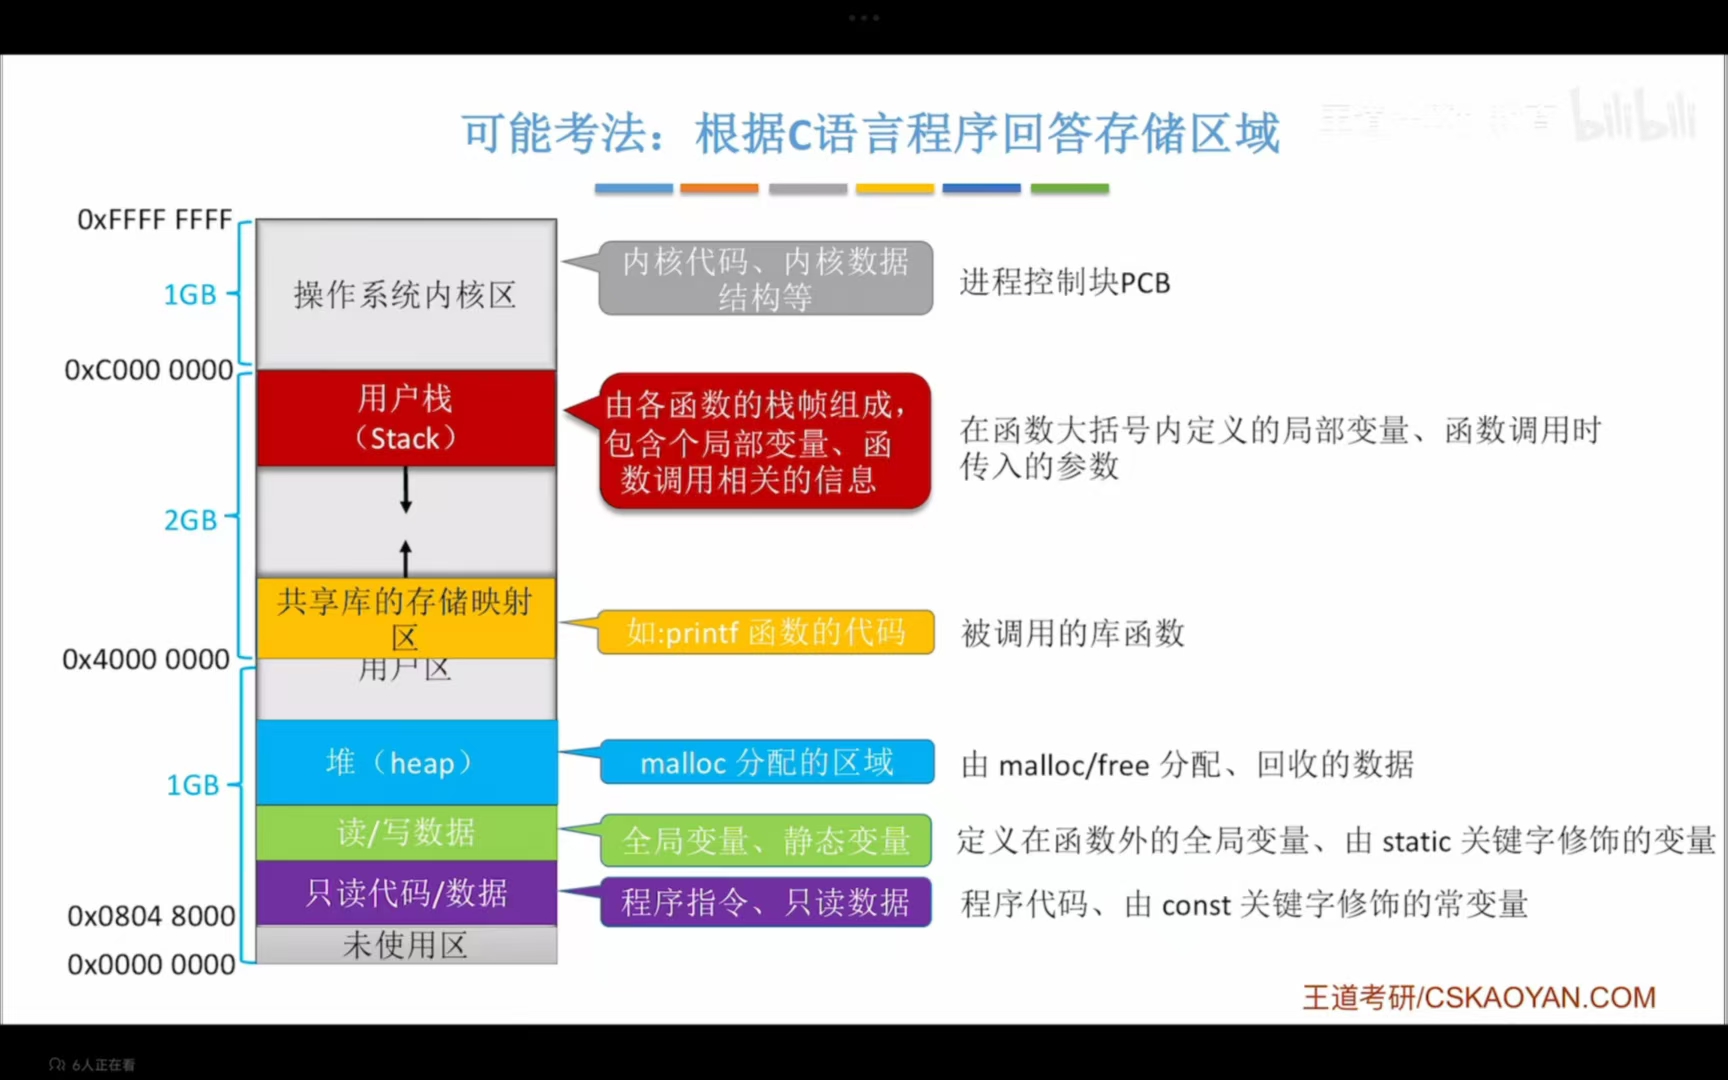 可能考法：根据C语言程序回答存储区域
bilibili
0xFFFF FFFF
1GB
操作系统内核区
内核代码、内核数据
结构等
进程控制块PCB
0xC000 0000
用户栈
（Stack）
由各函数的栈帧组成，
包含个局部变量、函
数调用相关的信息
在函数大括号内定义的局部变量、函数调用时
传入的参数
2GB
共享库的存储映射
区
如:printf 函数的代码
被调用的库函数
0x4000 0000
用户区
堆（heap）
malloc 分配的区域
由 malloc/free 分配、回收的数据
1GB
读/写数据
全局变量、静态变量
定义在函数外的全局变量、由 static 关键字修饰的变量
只读代码/数据
程序指令、只读数据
程序代码、由 const 关键字修饰的常变量
0x0804 8000
未使用区
0x0000 0000
王道考研/CSKAOYAN.COM
6人正在看